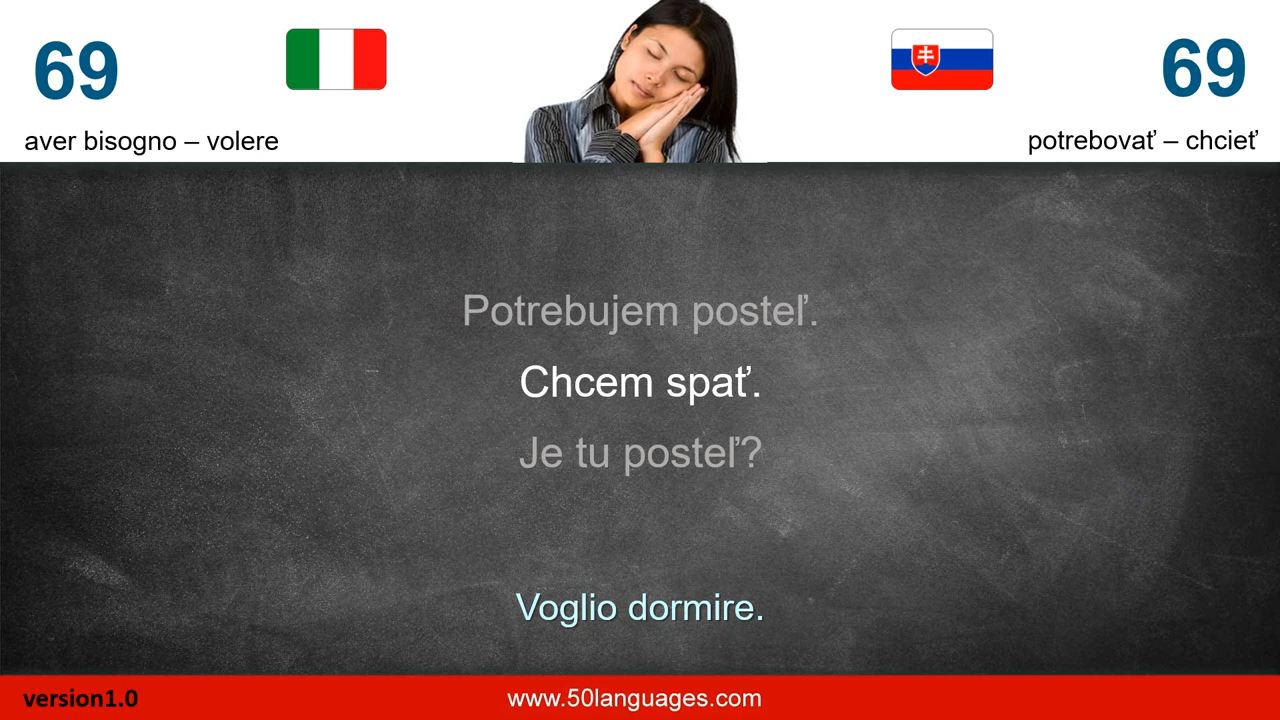 69
69
aver bisogno – volere
potrebovať – chcieť
Potrebujem posteľ.
Chcem spať.
Je tu posteľ?
Voglio dormire.
version1.0
www.50languages.com